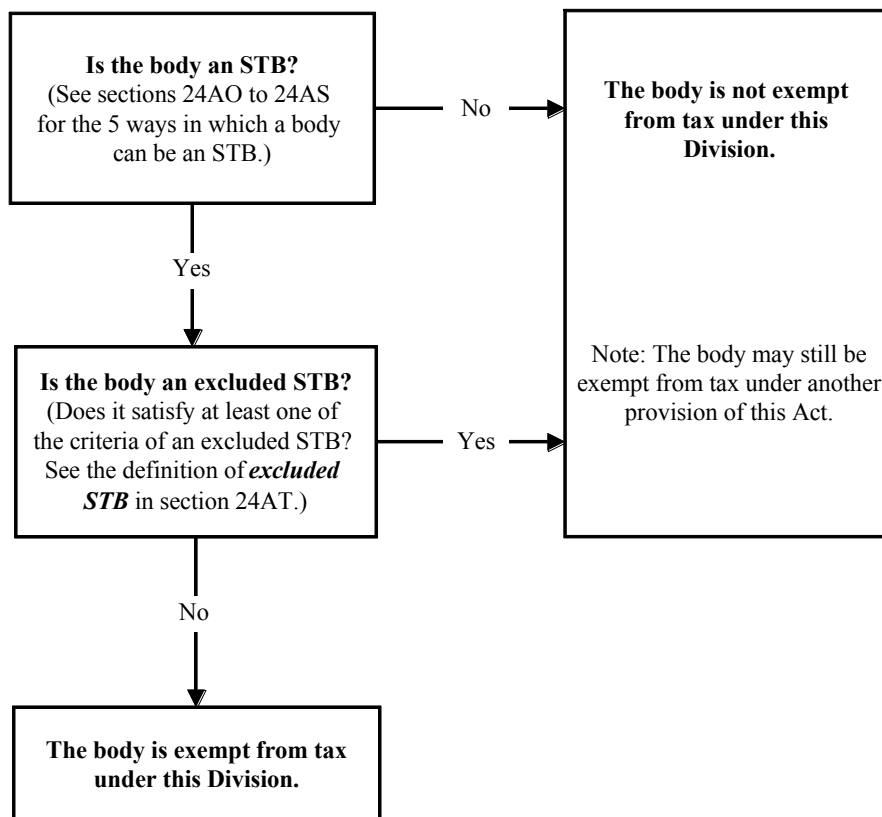 Is the body an STB?
(See sections 24AO to 24AS
for the 5 ways in which a body
can be an STB.)
No
The body is not exempt
from tax under this
Division.
Note: The body may still be
exempt from tax under another
provision of this Act.
Yes
Is the body an excluded STB?
(Does it satisfy at least one of
the criteria of an excluded STB?
See the definition of excluded
STB in section 24AT.)
Yes
No
The body is exempt from tax
under this Division.